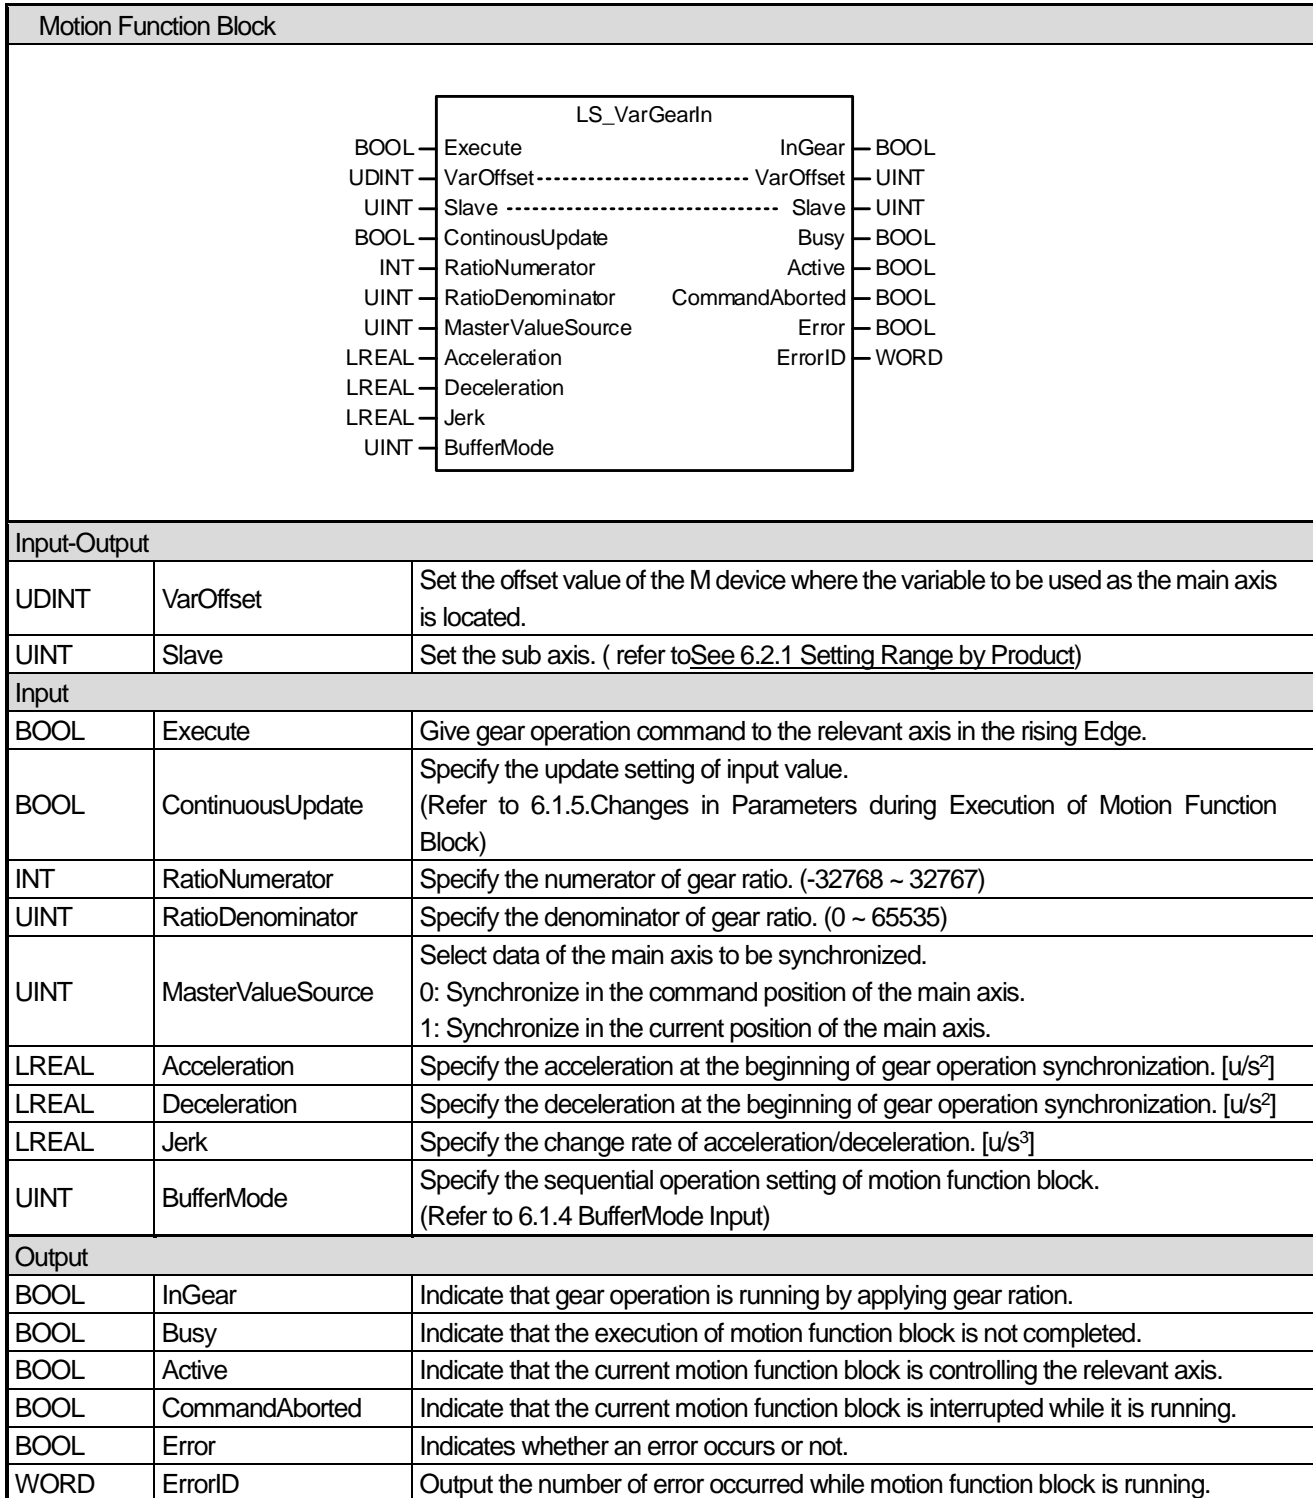 Motion Function Block
LS_VarGearIn
BOOL Execute InGear BOOL
UDINT VarOffset VarOffset UINT
UINT Slave Slave UINT
BOOL ContinousUpdate Busy BOOL
INT RatioNumerator Active BOOL
UINT RatioDenominator CommandAborted BOOL
UINT MasterValueSource Error BOOL
LREAL Acceleration ErrorID WORD
LREAL Deceleration
LREAL Jerk
UINT BufferMode
Input-Output
UDINT VarOffset Set the offset value of the M device where the variable to be used as the main axis
is located.
UINT Slave Set the sub axis. ( refer toSee 6.2.1 Setting Range by Product)
Input
BOOL Execute Give gear operation command to the relevant axis in the rising Edge.
BOOL ContinuousUpdate Specify the update setting of input value.
(Refer to 6.1.5.Changes in Parameters during Execution of Motion Function
Block)
INT RatioNumerator Specify the numerator of gear ratio. (-32768 ~ 32767)
UINT RatioDenominator Specify the denominator of gear ratio. (0 ~ 65535)
UINT MasterValueSource Select data of the main axis to be synchronized.
0: Synchronize in the command position of the main axis.
1: Synchronize in the current position of the main axis.
LREAL Acceleration Specify the acceleration at the beginning of gear operation synchronization. [u/s²]
LREAL Deceleration Specify the deceleration at the beginning of gear operation synchronization. [u/s²]
LREAL Jerk Specify the change rate of acceleration/deceleration. [u/s³]
UINT BufferMode Specify the sequential operation setting of motion function block.
(Refer to 6.1.4 BufferMode Input)
Output
BOOL InGear Indicate that gear operation is running by applying gear ration.
BOOL Busy Indicate that the execution of motion function block is not completed.
BOOL Active Indicate that the current motion function block is controlling the relevant axis.
BOOL CommandAborted Indicate that the current motion function block is interrupted while it is running.
BOOL Error Indicates whether an error occurs or not.
WORD ErrorID Output the number of error occurred while motion function block is running.